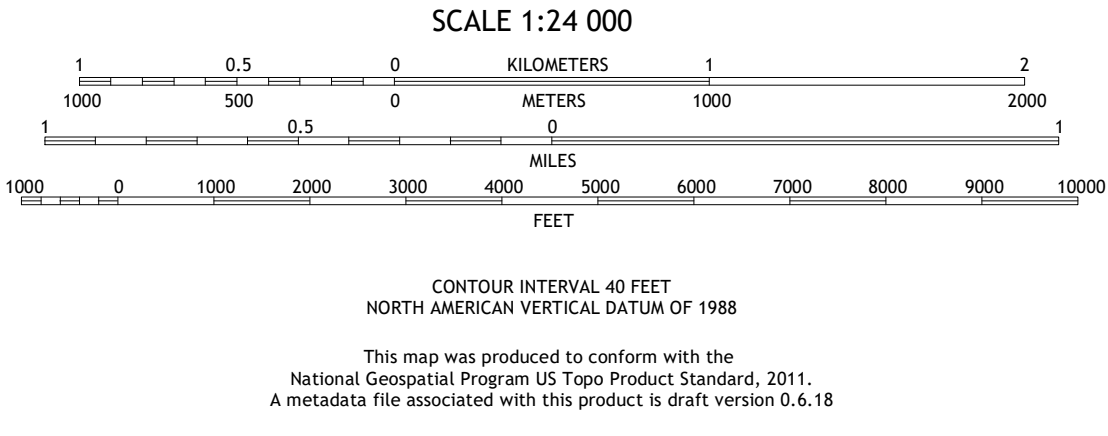 SCALE 1:24 000
1 0.5 0 KILOMETERS 1 2
1000 500 0 METERS 1000 2000
1 0.5 0 1
MILES
1000 0 1000 2000 3000 4000 5000 6000 7000 8000 9000 10000
FEET
CONTOUR INTERVAL 40 FEET
NORTH AMERICAN VERTICAL DATUM OF 1988
This map was produced to conform with the
National Geospatial Program US Topo Product Standard, 2011.
A metadata file associated with this product is draft version 0.6.18